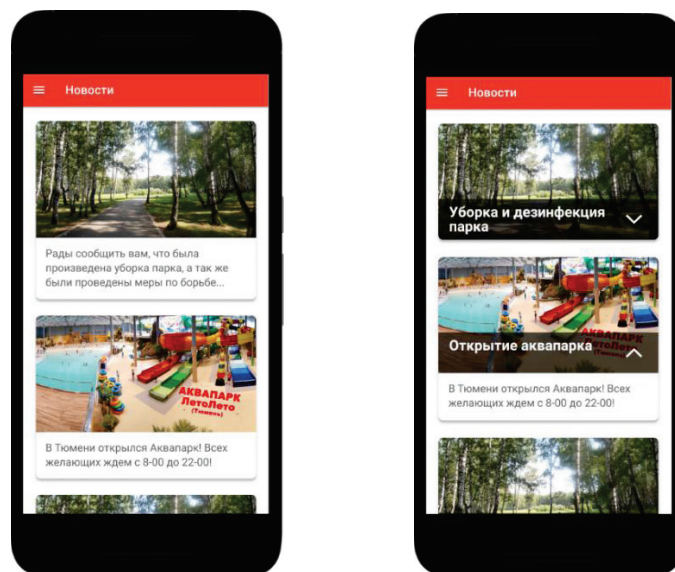 Новости
Рады сообщить вам, что была
произведена уборка парка, а так же
были проведены меры по борьбе...
АКВАПАРК
ЛетоЛето
(Тюмень)
В Тюмени открылся Аквапарк! Всех
желающих ждем с 8-00 до 22-00!
Новости
Уборка и дезинфекция
парка
АКВАПАРК
ЛетоЛето
(Тюмень)
Открытие аквапарка
В Тюмени открылся Аквапарк! Всех
желающих ждем с 8-00 до 22-00!